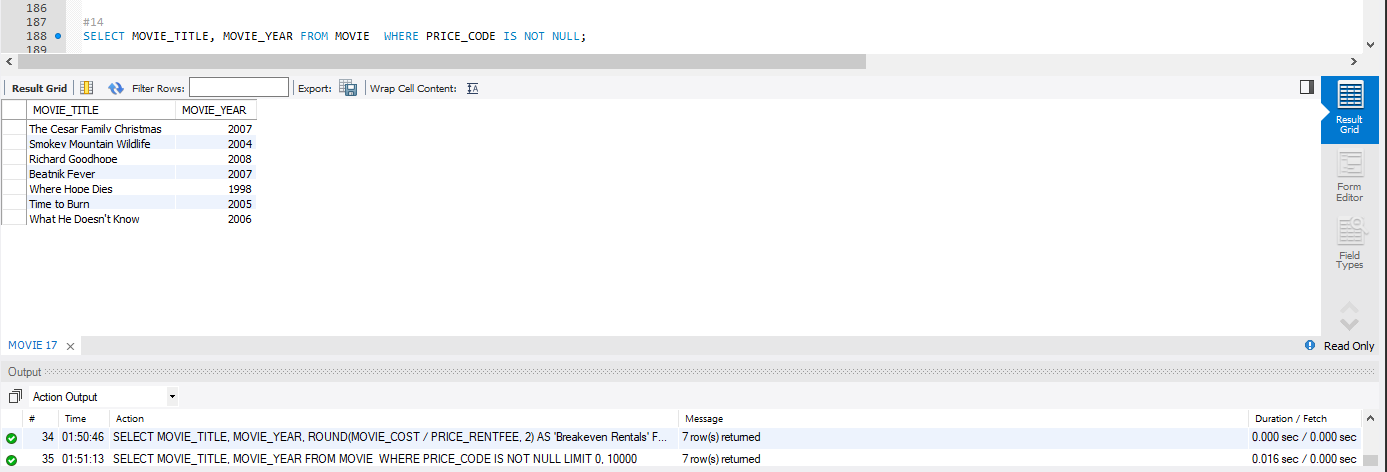 186
187 #14
188 SELECT MOVIE_TITLE, MOVIE_YEAR FROM MOVIE  WHERE PRICE_CODE IS NOT NULL;
189
Result Grid Filter Rows: Export: Wrap Cell Content:
MOVIE_TITLE MOVIE_YEAR
The Cesar Family Christmas 2007
Smokey Mountain Wildlife 2004
Richard Goodhope 2008
Beatnik Fever 2007
Where Hope Dies 1998
Time to Burn 2005
What He Doesn't Know 2006
Result
Grid
Form
Editor
Field
Types
MOVIE 17 Read Only
Output
Action Output
# Time Action Message Duration / Fetch
34 01:50:46 SELECT MOVIE_TITLE, MOVIE_YEAR, ROUND(MOVIE_COST / PRICE_RENTFEE, 2) AS 'Breakeven Rentals' F... 7 row(s) returned 0.000 sec / 0.000 sec
35 01:51:13 SELECT MOVIE_TITLE, MOVIE_YEAR FROM MOVIE  WHERE PRICE_CODE IS NOT NULL LIMIT 0, 10000 7 row(s) returned 0.016 sec / 0.000 sec